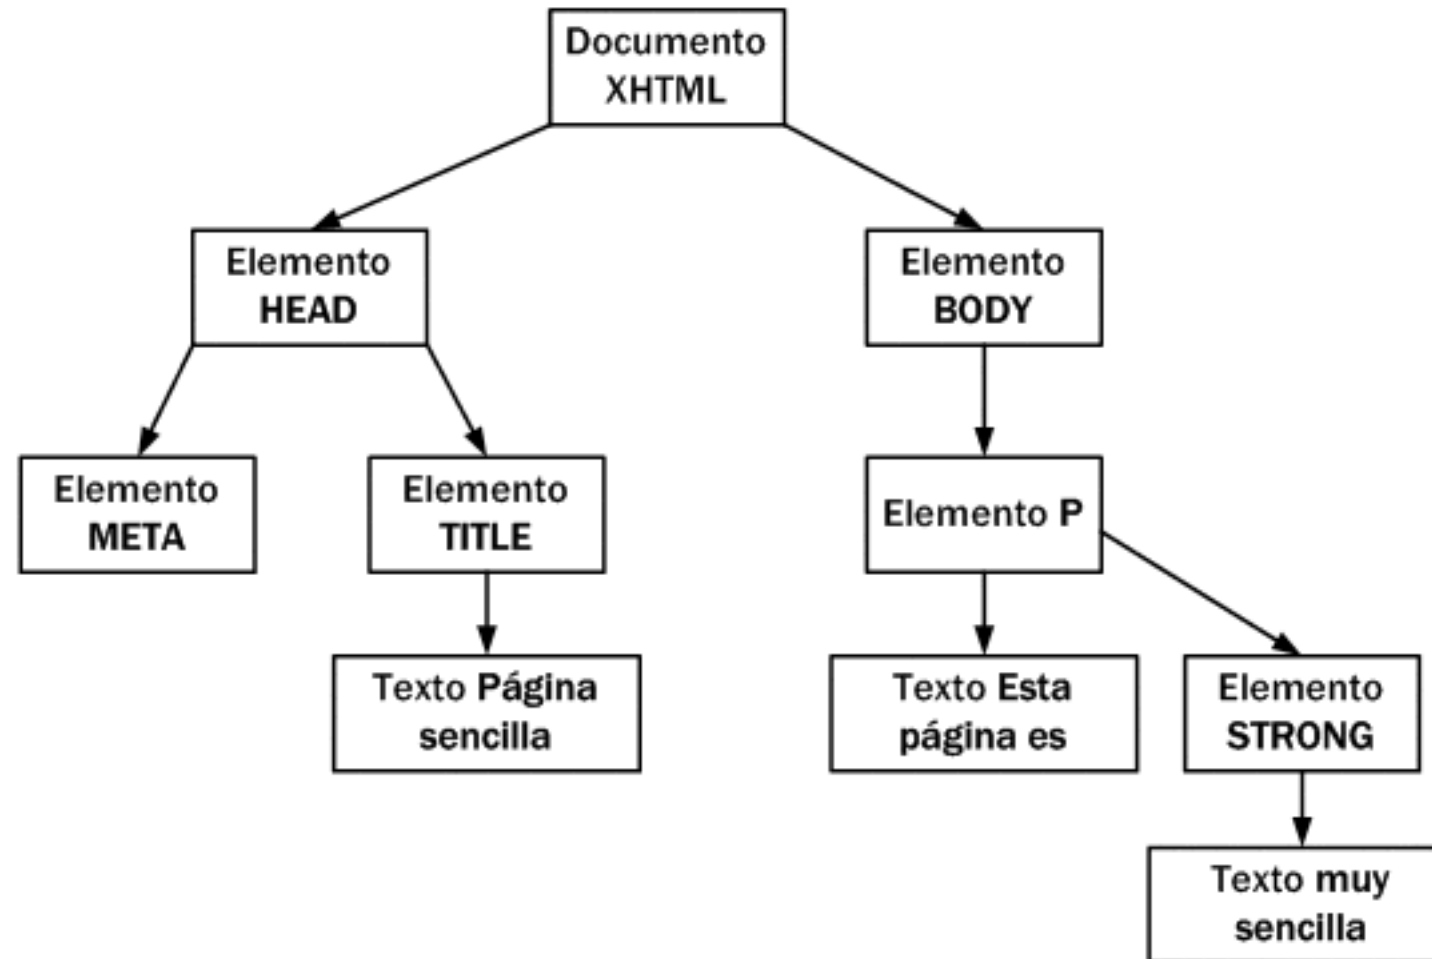 Documento
XHTML
Elemento
HEAD
Elemento
BODY
Elemento
META
Elemento
TITLE
Elemento P
Texto Página
sencilla
Texto Esta
página es
Elemento
STRONG
Texto muy
sencilla